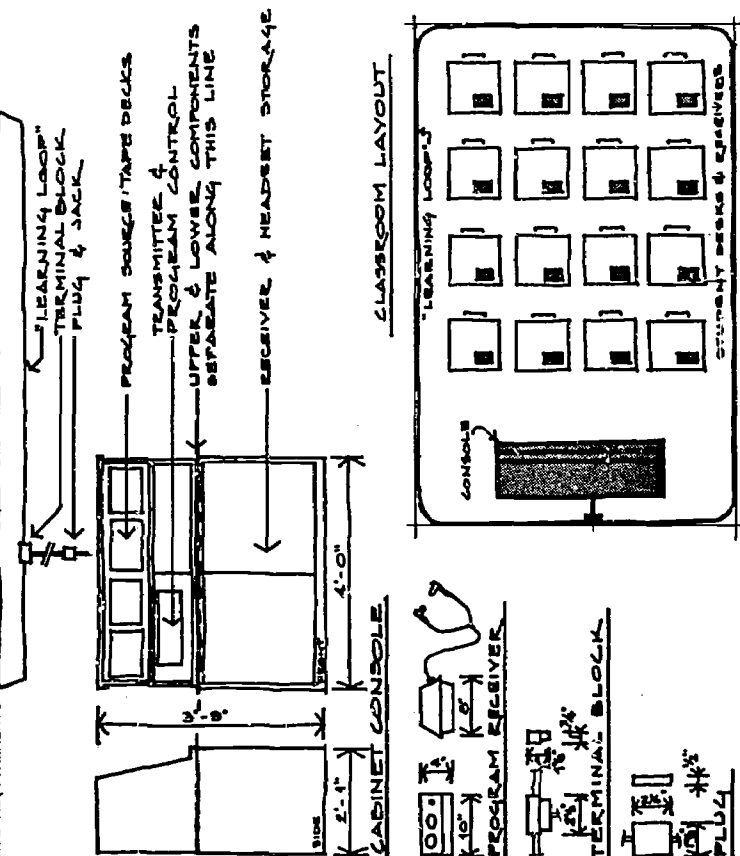 "LEARNING LOOP"
TERMINAL BLOCK
PLUG & JACK
PROGRAM SOURCE/TAPE DECKS
TRANSMITTER &
PROGRAM CONTROL
UPPER & LOWER COMPONENTS
SEPARATE ALONG THIS LINE
RECEIVER & HEADSET STORAGE
FRONT
4'-0"
3'-9"
SIDE
2'-1"
CABINET CONSOLE
CLASSROOM LAYOUT
"LEARNING LOOP"
CONSOLE
STUDENT DESKS & RECEIVERS
4"
10"
8"
PROGRAM RECEIVER
TERMINAL BLOCK
PLUG